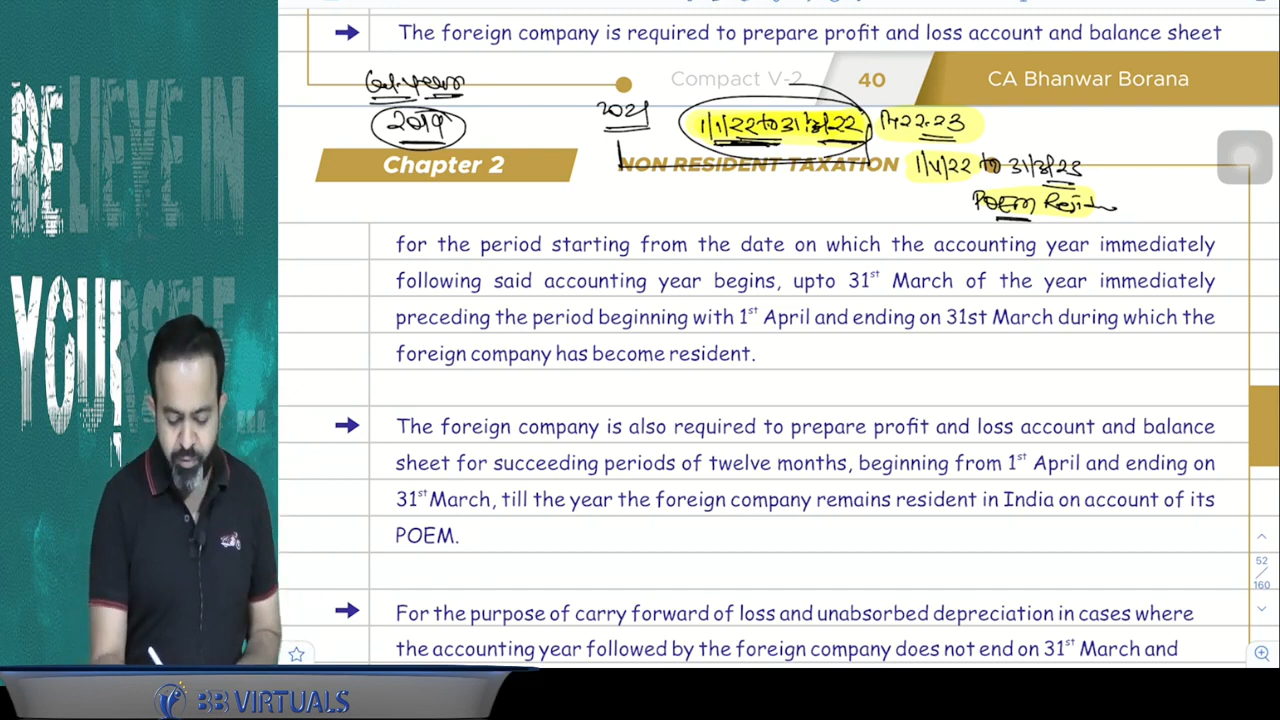 The foreign company is required to prepare profit and loss account and balance sheet
Compact V-2 40 CA Bhanwar Borana
2021 1/1/22 to 31/3/22 22-23
Chapter 2 NON RESIDENT TAXATION 1/4/22 to 31/3/23
POEM
for the period starting from the date on which the accounting year immediately
following said accounting year begins, upto 31st March of the year immediately
preceding the period beginning with 1st April and ending on 31st March during which the
foreign company has become resident.
The foreign company is also required to prepare profit and loss account and balance
sheet for succeeding periods of twelve months, beginning from 1st April and ending on
31st March, till the year the foreign company remains resident in India on account of its
POEM.
For the purpose of carry forward of loss and unabsorbed depreciation in cases where
the accounting year followed by the foreign company does not end on 31st March and
52
/
160
BELIEVE IN
YOURSELF...
BB VIRTUALS